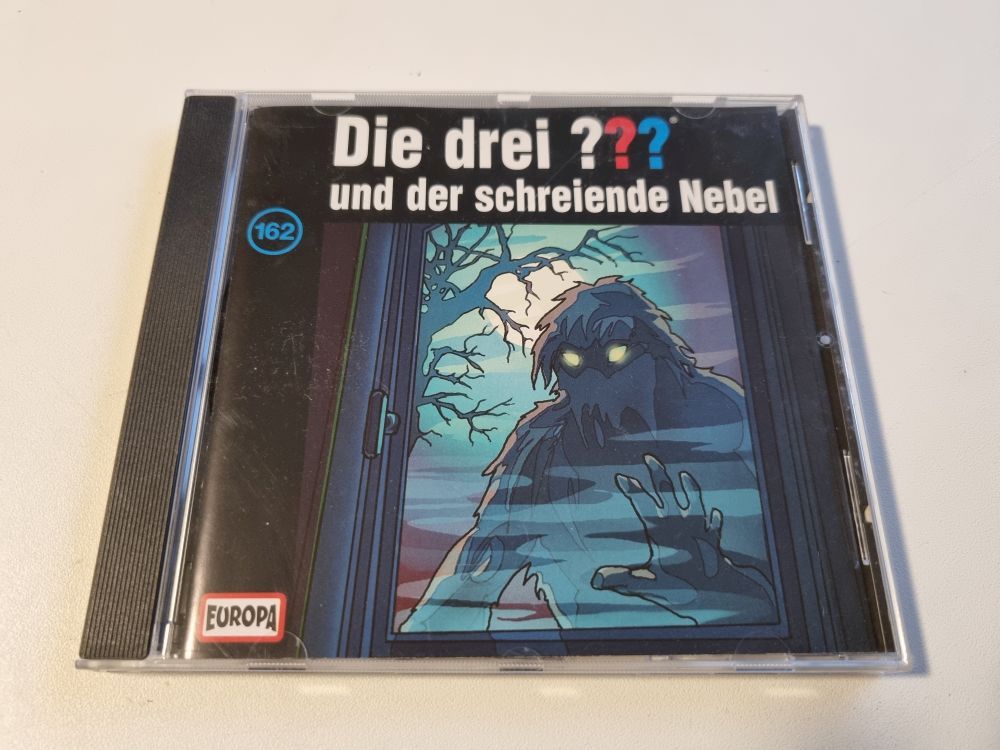 Die drei ???®
und der schreiende Nebel
162
EUROPA